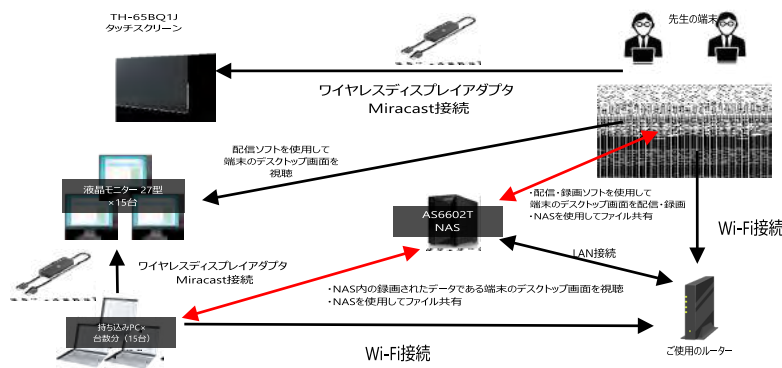 TH-65BQ1J
タッチスクリーン
先生の端末
ワイヤレスディスプレイアダプタ
Miracast接続
配信ソフトを使用して
端末のデスクトップ画面を
視聴
液晶モニター 27型
×15台
・配信・録画ソフトを使用して
端末のデスクトップ画面を配信・録画
・NASを使用してファイル共有
AS6602T
NAS
Wi-Fi接続
LAN接続
ワイヤレスディスプレイアダプタ
Miracast接続
・NAS内の録画されたデータである端末のデスクトップ画面を視聴
・NASを使用してファイル共有
持ち込みPC×
台数分（15台）
Wi-Fi接続
ご使用のルーター